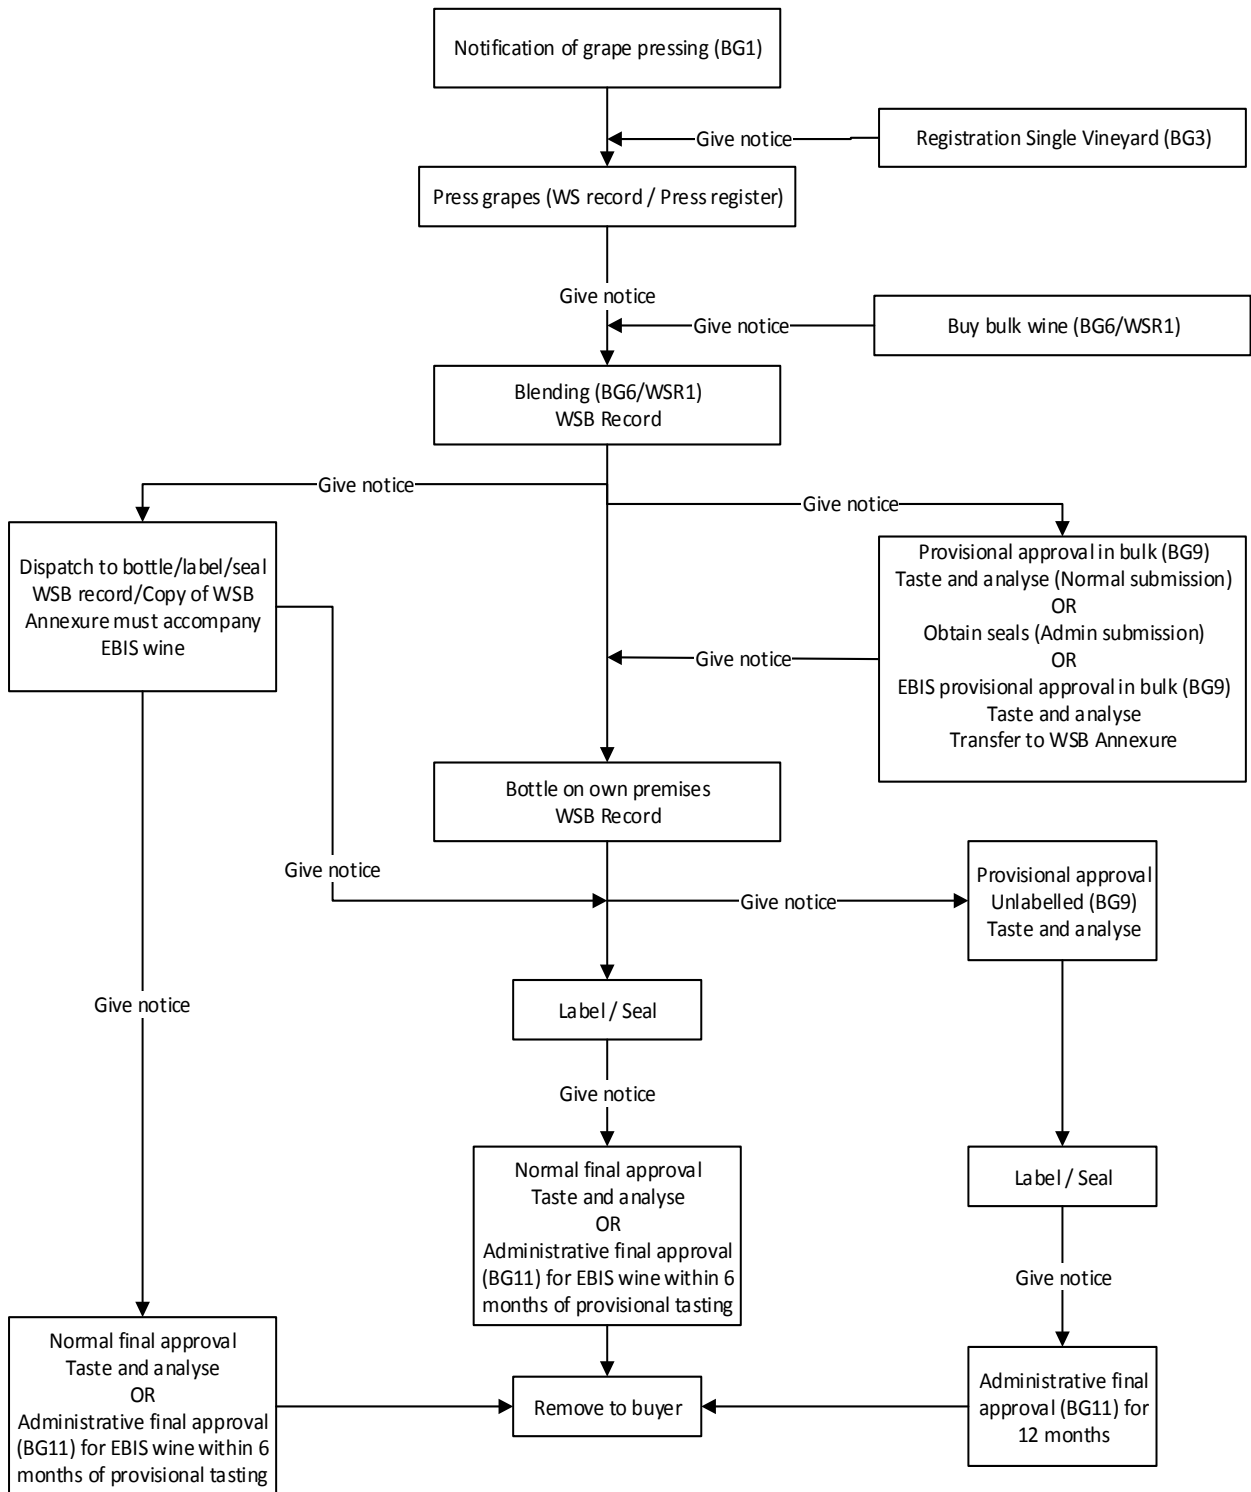 Notification of grape pressing (BG1)
Give notice
Registration Single Vineyard (BG3)
Press grapes (WS record / Press register)
Give notice
Give notice
Buy bulk wine (BG6/WSR1)
Blending (BG6/WSR1)
WSB Record
Give notice
Give notice
Dispatch to bottle/label/seal
WSB record/Copy of WSB
Annexure must accompany
EBIS wine
Provisional approval in bulk (BG9)
Taste and analyse (Normal submission)
OR
Obtain seals (Admin submission)
OR
EBIS provisional approval in bulk (BG9)
Taste and analyse
Transfer to WSB Annexure
Give notice
Bottle on own premises
WSB Record
Give notice
Give notice
Provisional approval
Unlabelled (BG9)
Taste and analyse
Give notice
Label / Seal
Give notice
Normal final approval
Taste and analyse
OR
Administrative final approval
(BG11) for EBIS wine within 6
months of provisional tasting
Label / Seal
Give notice
Normal final approval
Taste and analyse
OR
Administrative final approval
(BG11) for EBIS wine within 6
months of provisional tasting
Remove to buyer
Administrative final
approval (BG11) for
12 months